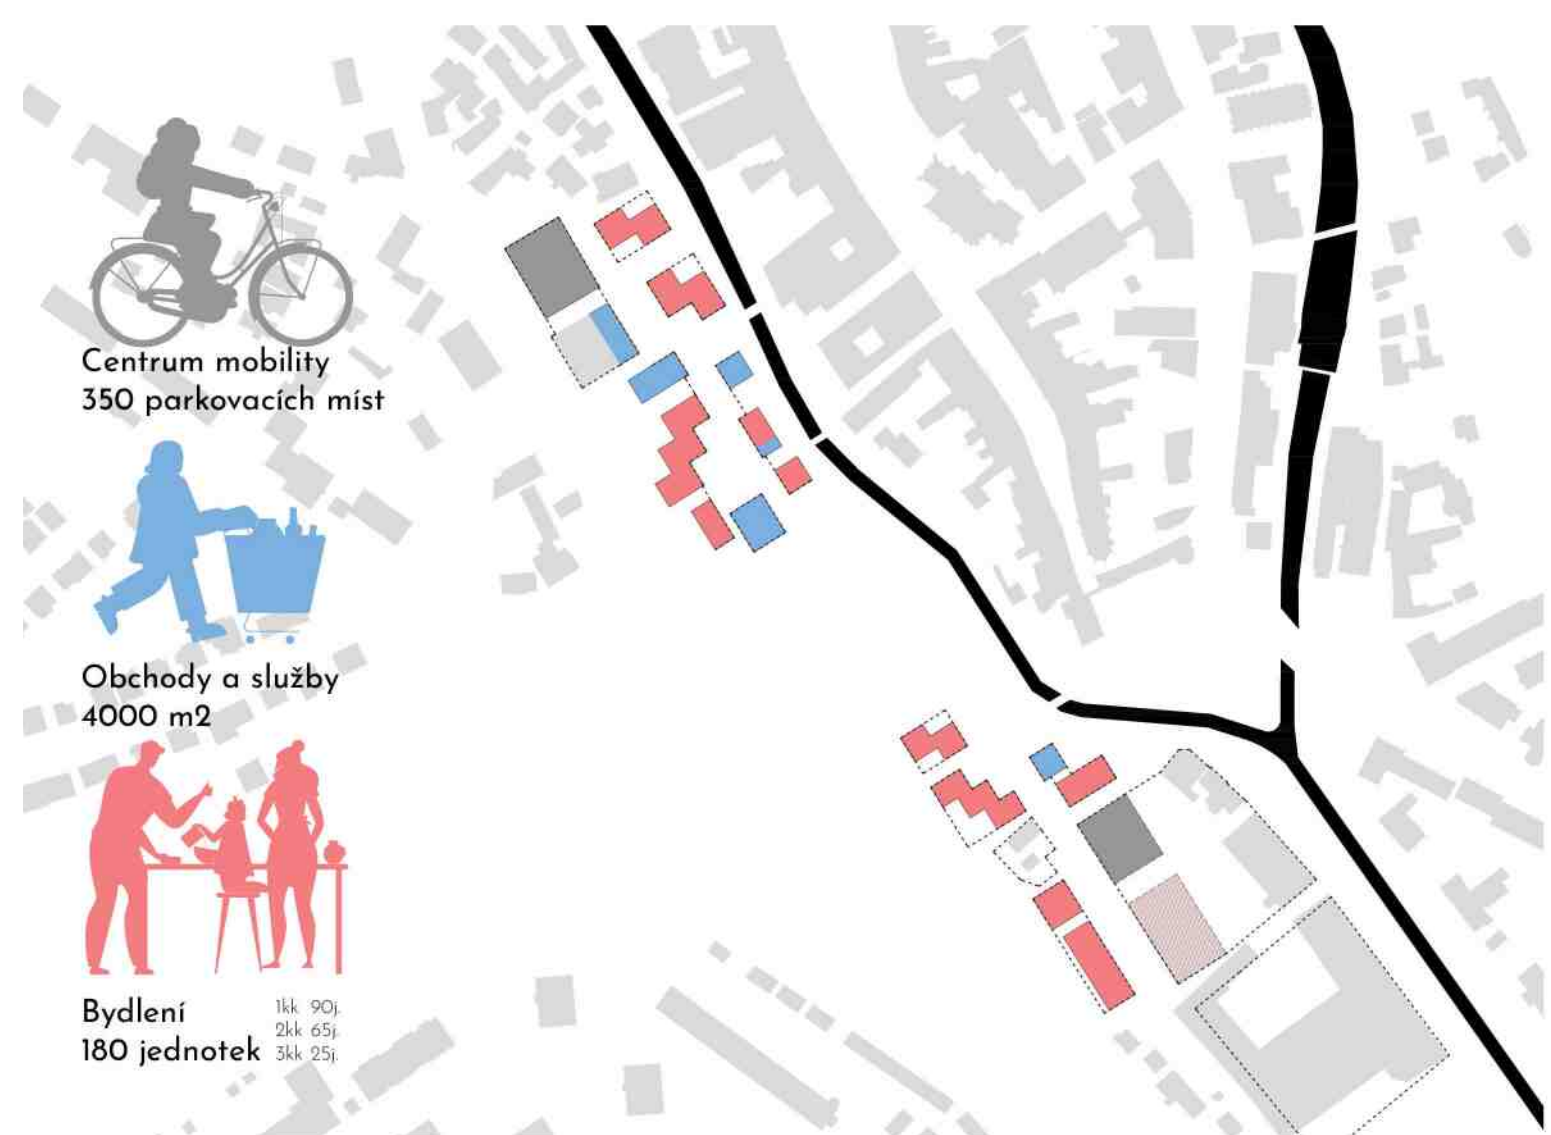 Centrum mobility
350 parkovacích míst
Obchody a služby
4000 m2
Bydlení
180 jednotek
1kk 90j.
2kk 65j.
3kk 25j.